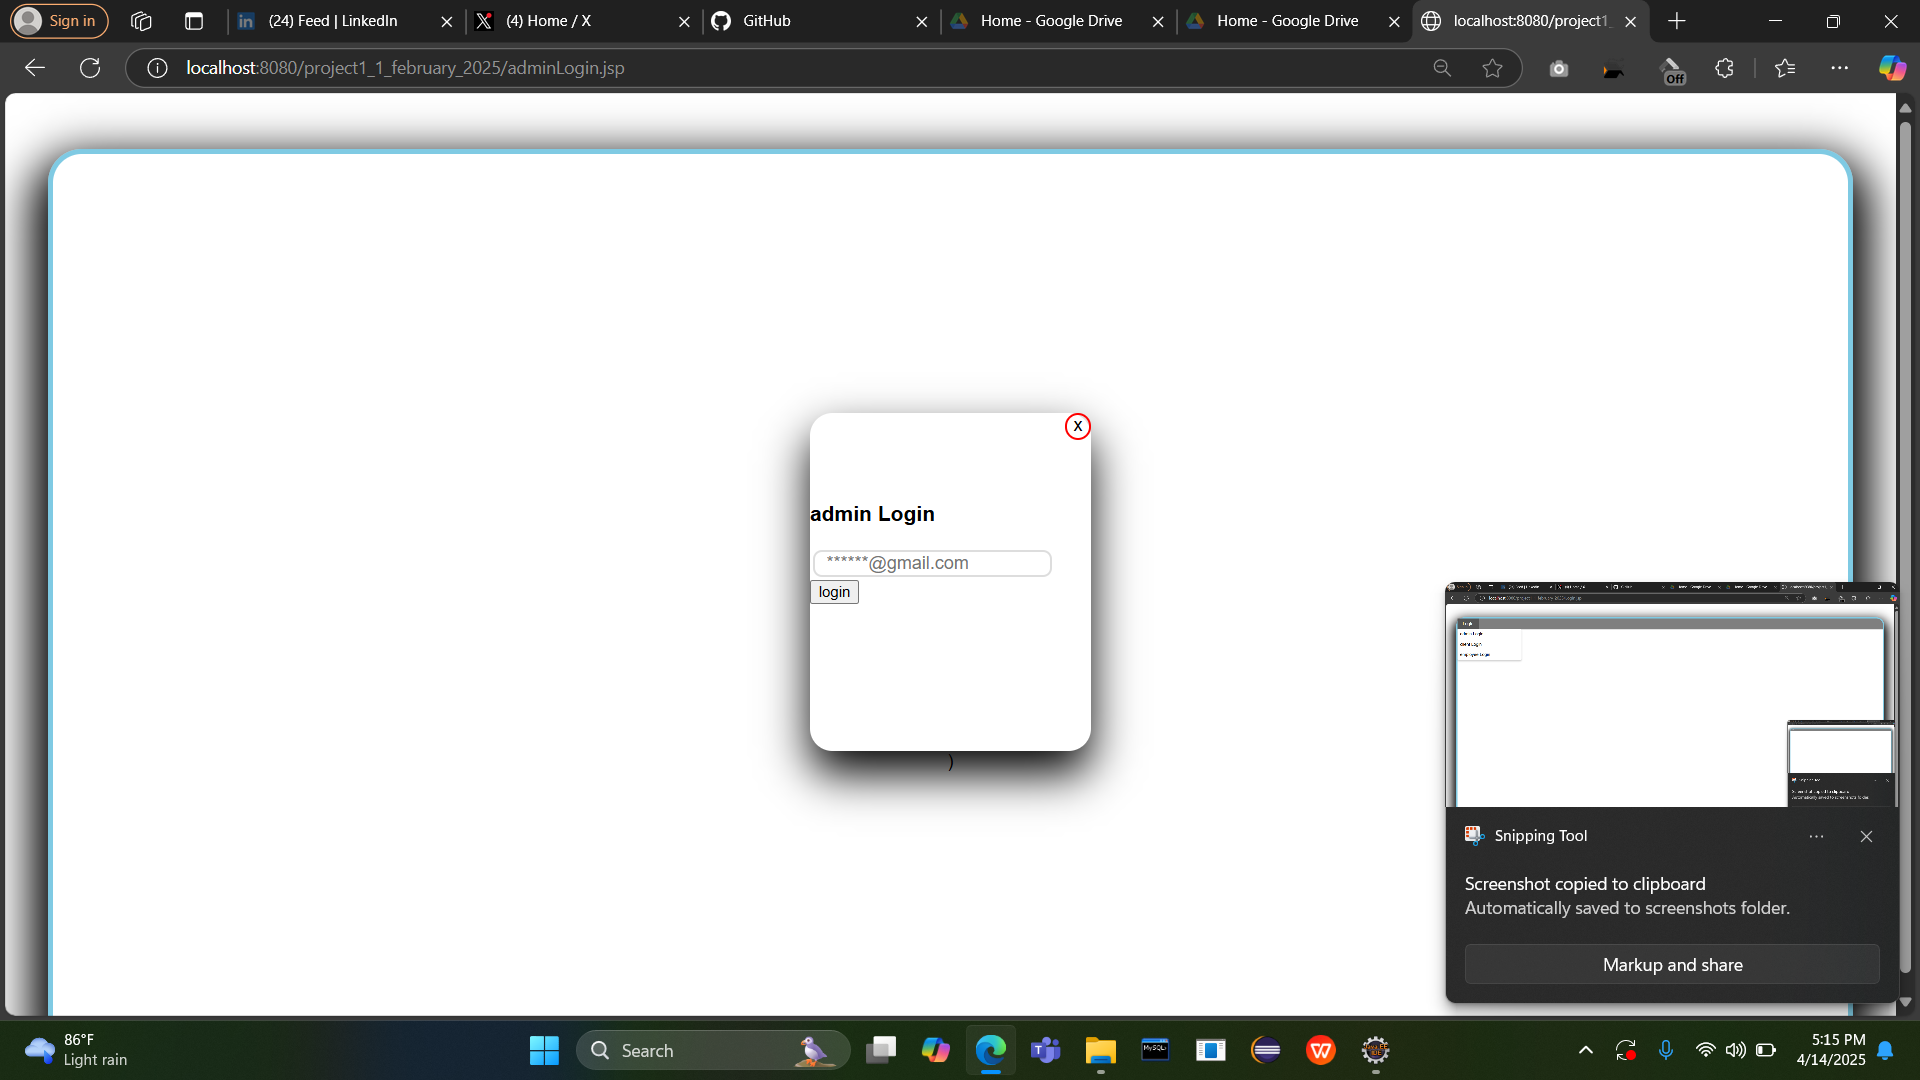 Sign in
(24) Feed | LinkedIn
(4) Home / X
GitHub
Home - Google Drive
Home - Google Drive
localhost:8080/project1_
localhost:8080/project1_1_february_2025/adminLogin.jsp
Off
X
admin Login
******@gmail.com
login
)
Snipping Tool
Screenshot copied to clipboard
Automatically saved to screenshots folder.
Markup and share
86°F
Light rain
Search
5:15 PM
4/14/2025